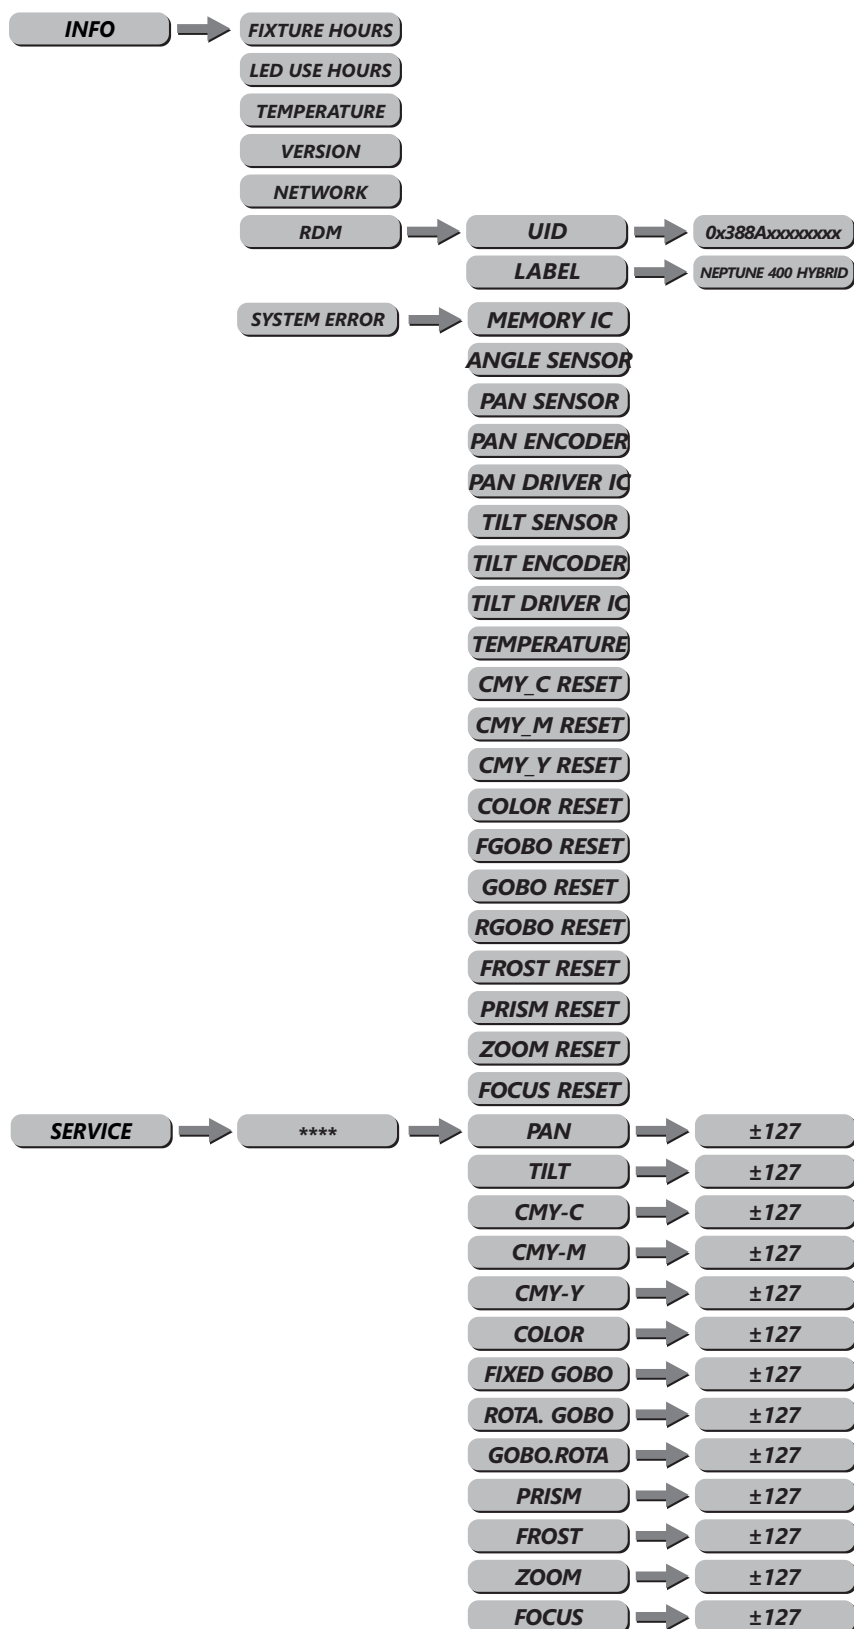 INFO FIXTURE HOURS
LED USE HOURS
TEMPERATURE
VERSION
NETWORK
RDM UID 0x388Axxxxxxxx
LABEL NEPTUNE 400 HYBRID
SYSTEM ERROR MEMORY IC
ANGLE SENSOR
PAN SENSOR
PAN ENCODER
PAN DRIVER IC
TILT SENSOR
TILT ENCODER
TILT DRIVER IC
TEMPERATURE
CMY_C RESET
CMY_M RESET
CMY_Y RESET
COLOR RESET
FGOBO RESET
GOBO RESET
RGOBO RESET
FROST RESET
PRISM RESET
ZOOM RESET
FOCUS RESET
SERVICE **** PAN ±127
TILT ±127
CMY-C ±127
CMY-M ±127
CMY-Y ±127
COLOR ±127
FIXED GOBO ±127
ROTA. GOBO ±127
GOBO.ROTA ±127
PRISM ±127
FROST ±127
ZOOM ±127
FOCUS ±127